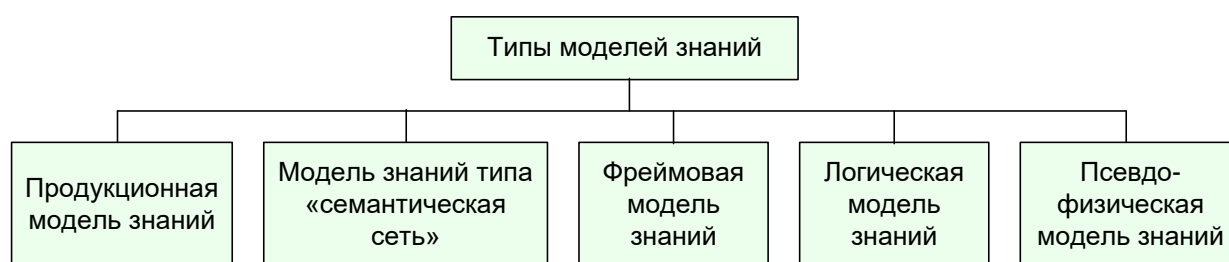 Типы моделей знаний
Продукционная
модель знаний
Модель знаний типа
«семантическая
сеть»
Фреймовая
модель
знаний
Логическая
модель
знаний
Псевдо-
физическая
модель знаний